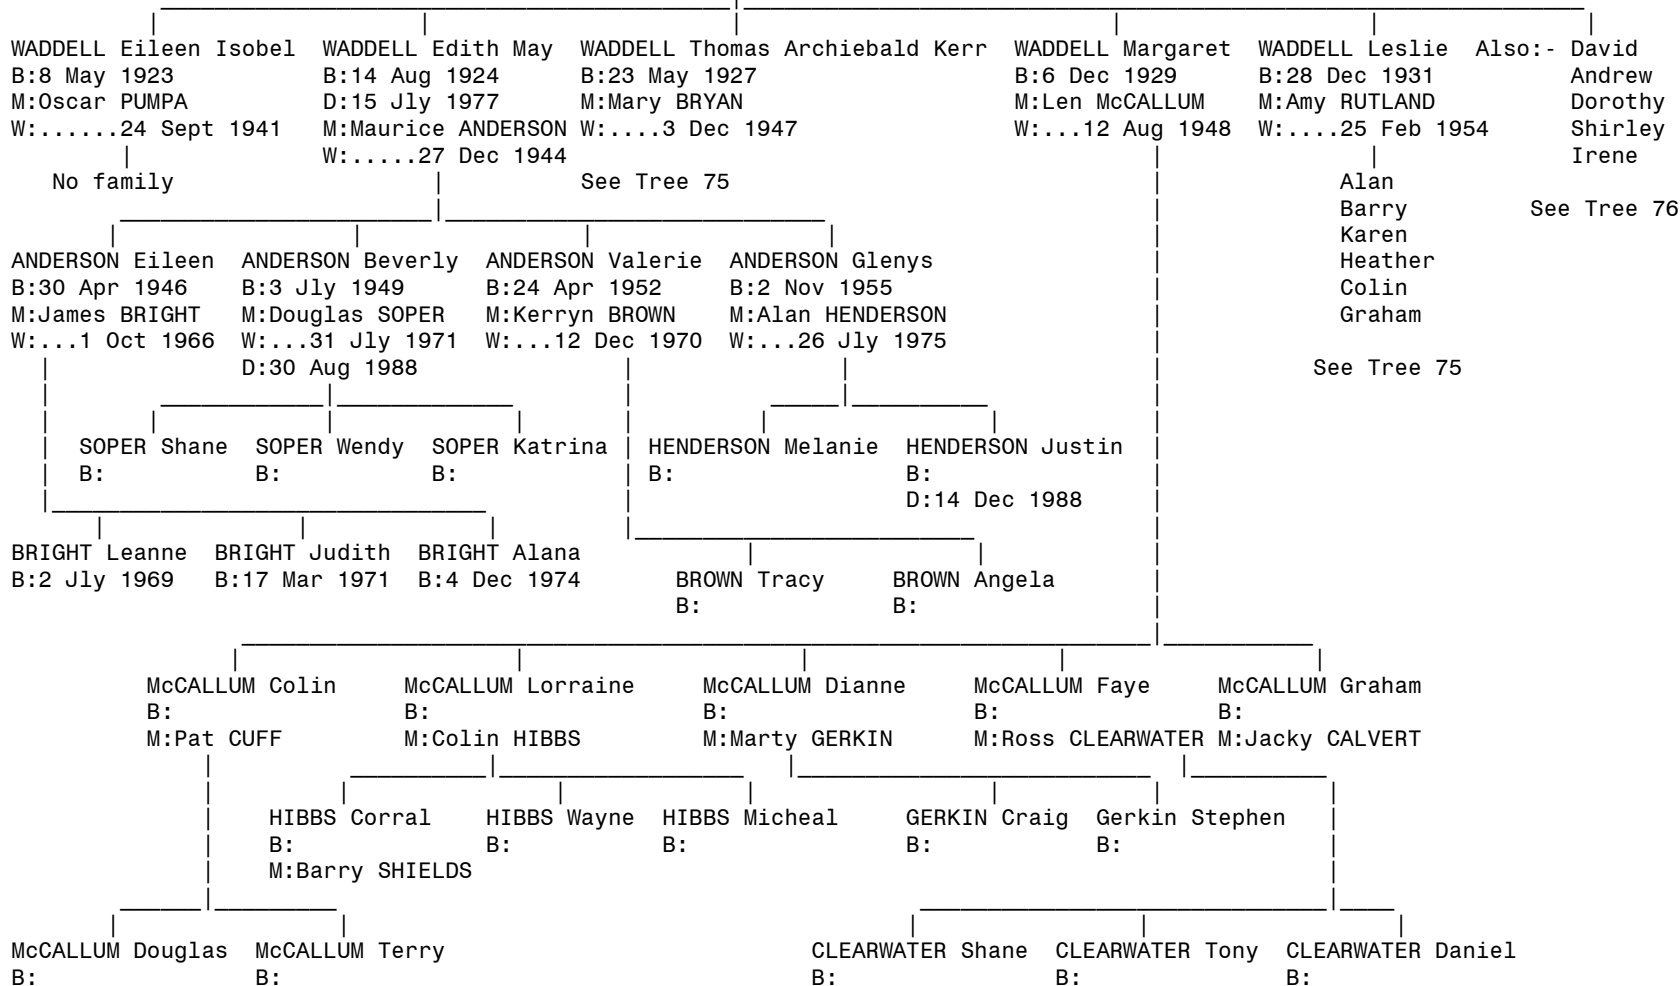 WADDELL Eileen Isobel WADDELL Edith May WADDELL Thomas Archiebald Kerr WADDELL Margaret WADDELL Leslie Also:- David
B:8 May 1923 B:14 Aug 1924 B:23 May 1927 B:6 Dec 1929 B:28 Dec 1931 Andrew
M:Oscar PUMPA D:15 Jly 1977 M:Mary BRYAN M:Len McCALLUM M:Amy RUTLAND Dorothy
W:......24 Sept 1941 M:Maurice ANDERSON W:....3 Dec 1947 W:...12 Aug 1948 W:....25 Feb 1954 Shirley
W:.....27 Dec 1944 Irene
No family See Tree 75 Alan
Barry See Tree 76
Karen
ANDERSON Eileen ANDERSON Beverly ANDERSON Valerie ANDERSON Glenys Heather
B:30 Apr 1946 B:3 Jly 1949 B:24 Apr 1952 B:2 Nov 1955 Colin
M:James BRIGHT M:Douglas SOPER M:Kerryn BROWN M:Alan HENDERSON Graham
W:...1 Oct 1966 W:...31 Jly 1971 W:...12 Dec 1970 W:...26 Jly 1975
D:30 Aug 1988 See Tree 75
SOPER Shane SOPER Wendy SOPER Katrina HENDERSON Melanie HENDERSON Justin
B: B: B: B: B:
D:14 Dec 1988
BRIGHT Leanne BRIGHT Judith BRIGHT Alana
B:2 Jly 1969 B:17 Mar 1971 B:4 Dec 1974 BROWN Tracy BROWN Angela
B: B:
McCALLUM Colin McCALLUM Lorraine McCALLUM Dianne McCALLUM Faye McCALLUM Graham
B: B: B: B: B:
M:Pat CUFF M:Colin HIBBS M:Marty GERKIN M:Ross CLEARWATER M:Jacky CALVERT
HIBBS Corral HIBBS Wayne HIBBS Micheal GERKIN Craig Gerkin Stephen
B: B: B: B: B:
M:Barry SHIELDS
McCALLUM Douglas McCALLUM Terry CLEARWATER Shane CLEARWATER Tony CLEARWATER Daniel
B: B: B: B: B: